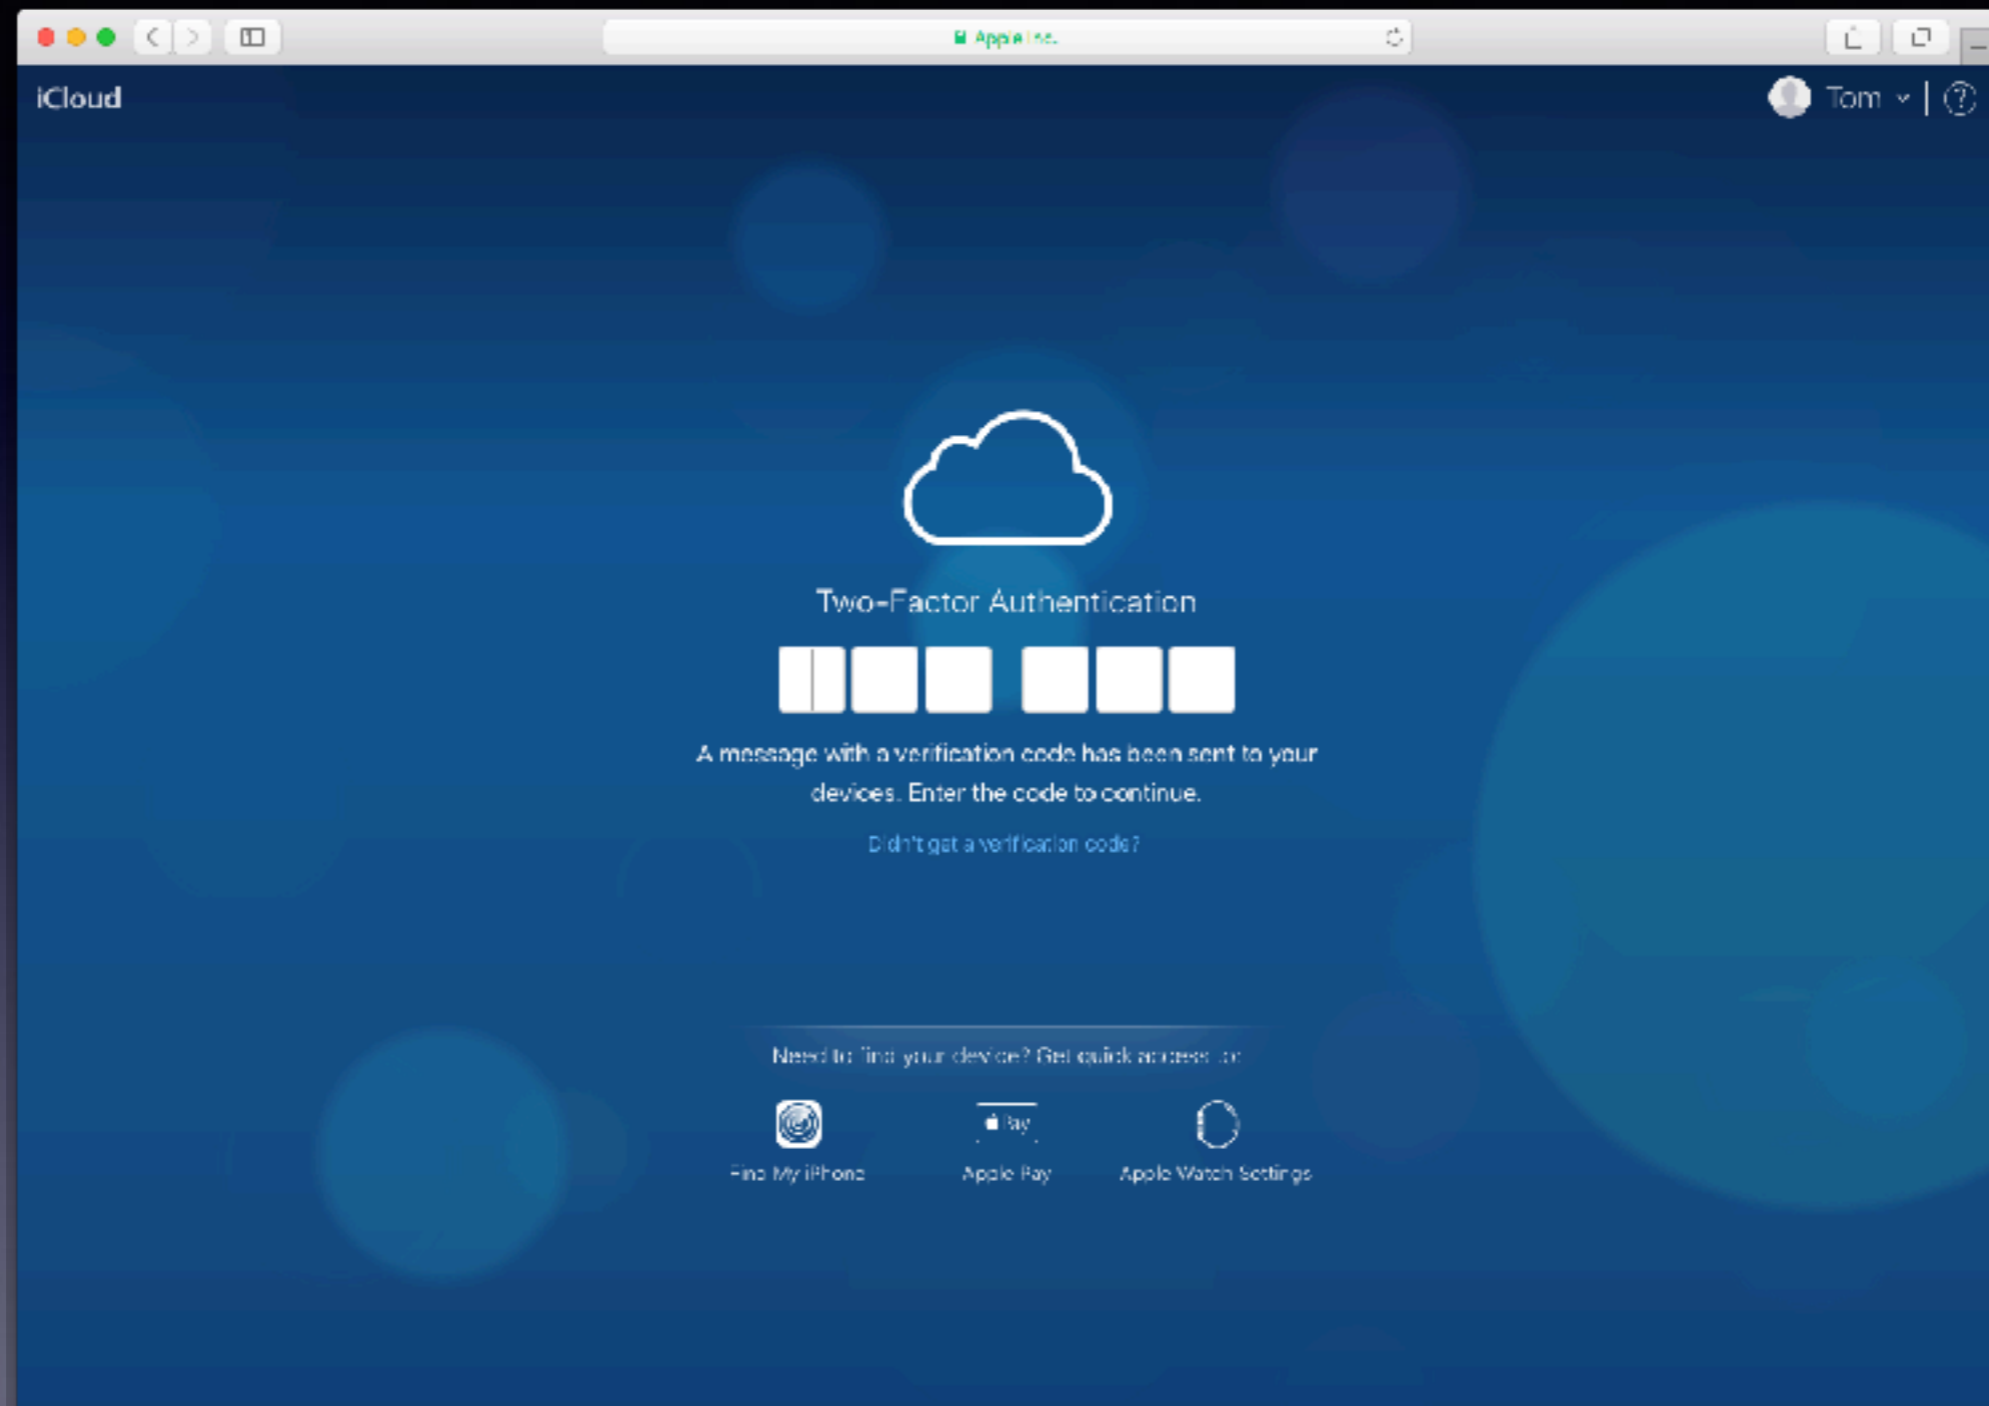 Apple Inc.
iCloud
Tom
Two-Factor Authentication
A message with a verification code has been sent to your
devices. Enter the code to continue.
Didn't get a verification code?
Need to find your device? Get quick access to:
Pay
Find My iPhone
Apple Pay
Apple Watch Settings